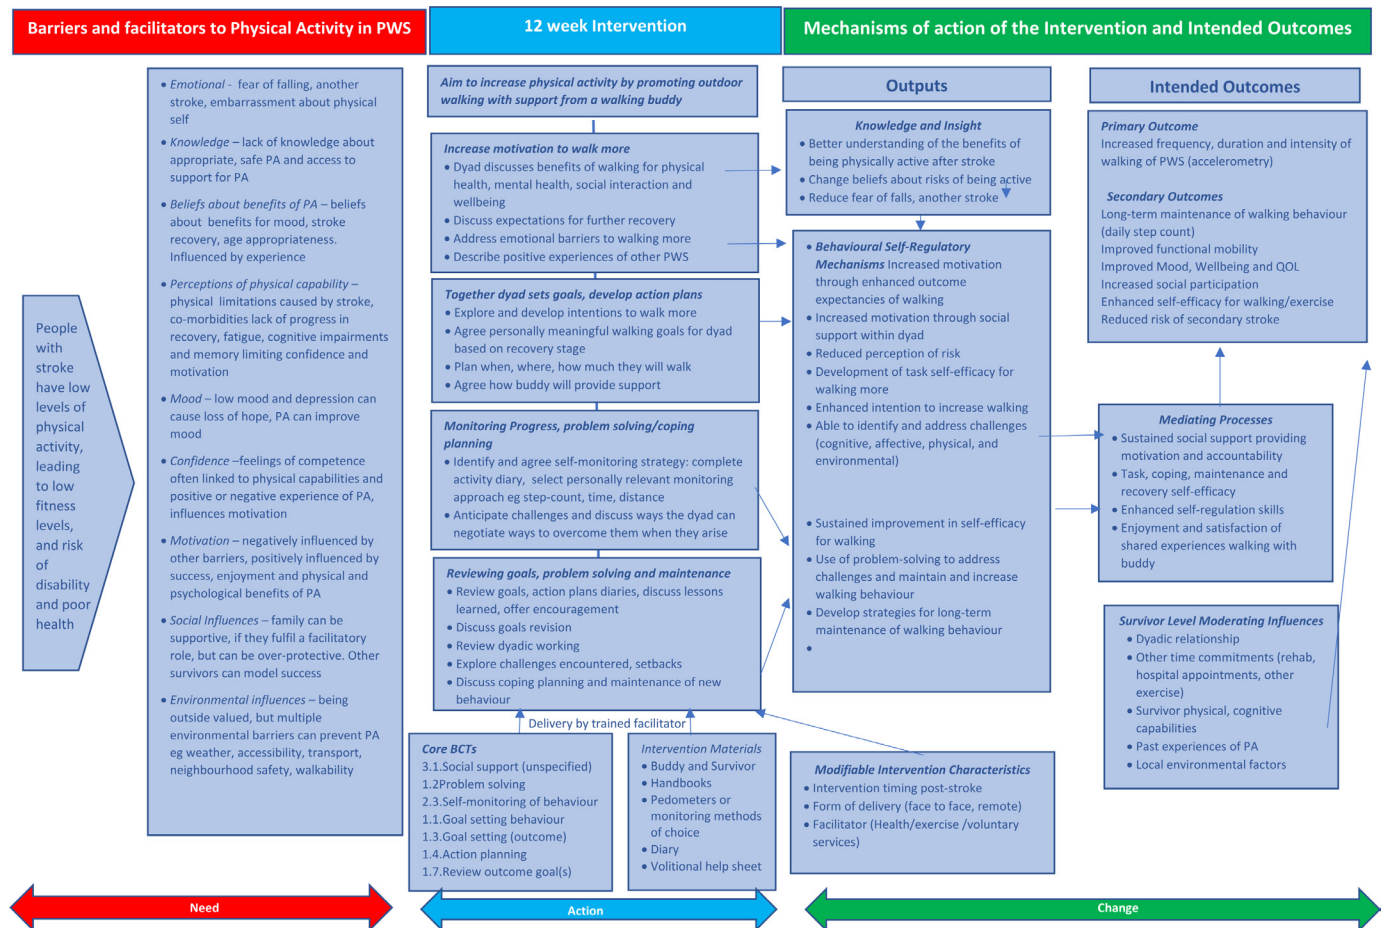 Barriers and facilitators to Physical Activity in PWS
12 week Intervention
Mechanisms of action of the Intervention and Intended Outcomes
People
with
stroke
have low
levels of
physical
activity,
leading
to low
fitness
levels,
and risk
of
disability
and poor
health
• Emotional - fear of falling, another
stroke, embarrassment about physical
self
• Knowledge – lack of knowledge about
appropriate, safe PA and access to
support for PA
• Beliefs about benefits of PA – beliefs
about benefits for mood, stroke
recovery, age appropriateness.
Influenced by experience
• Perceptions of physical capability –
physical limitations caused by stroke,
co-morbidities lack of progress in
recovery, fatigue, cognitive impairments
and memory limiting confidence and
motivation
• Mood – low mood and depression can
cause loss of hope, PA can improve
mood
• Confidence –feelings of competence
often linked to physical capabilities and
positive or negative experience of PA,
influences motivation
• Motivation – negatively influenced by
other barriers, positively influenced by
success, enjoyment and physical and
psychological benefits of PA
• Social Influences – family can be
supportive, if they fulfil a facilitatory
role, but can be over-protective. Other
survivors can model success
• Environmental influences – being
outside valued, but multiple
environmental barriers can prevent PA
eg weather, accessibility, transport,
neighbourhood safety, walkability
Aim to increase physical activity by promoting outdoor
walking with support from a walking buddy
Increase motivation to walk more
• Dyad discusses benefits of walking for physical
health, mental health, social interaction and
wellbeing
• Discuss expectations for further recovery
• Address emotional barriers to walking more
• Describe positive experiences of other PWS
Together dyad sets goals, develop action plans
• Explore and develop intentions to walk more
• Agree personally meaningful walking goals for dyad
based on recovery stage
• Plan when, where, how much they will walk
• Agree how buddy will provide support
Monitoring Progress, problem solving/coping
planning
• Identify and agree self-monitoring strategy: complete
activity diary, select personally relevant monitoring
approach eg step-count, time, distance
• Anticipate challenges and discuss ways the dyad can
negotiate ways to overcome them when they arise
Reviewing goals, problem solving and maintenance
• Review goals, action plans diaries, discuss lessons
learned, offer encouragement
• Discuss goals revision
• Review dyadic working
• Explore challenges encountered, setbacks
• Discuss coping planning and maintenance of new
behaviour
Delivery by trained facilitator
Core BCTs
3.1.Social support (unspecified)
1.2Problem solving
2.3.Self-monitoring of behaviour
1.1.Goal setting behaviour
1.3.Goal setting (outcome)
1.4.Action planning
1.7.Review outcome goal(s)
Intervention Materials
• Buddy and Survivor
• Handbooks
• Pedometers or
monitoring methods
of choice
• Diary
• Volitional help sheet
Outputs
Knowledge and Insight
• Better understanding of the benefits of
being physically active after stroke
• Change beliefs about risks of being active
• Reduce fear of falls, another stroke
• Behavioural Self-Regulatory
Mechanisms Increased motivation
through enhanced outcome
expectancies of walking
• Increased motivation through social
support within dyad
• Reduced perception of risk
• Development of task self-efficacy for
walking more
• Enhanced intention to increase walking
• Able to identify and address challenges
(cognitive, affective, physical, and
environmental)
• Sustained improvement in self-efficacy
for walking
• Use of problem-solving to address
challenges and maintain and increase
walking behaviour
• Develop strategies for long-term
maintenance of walking behaviour
•
Modifiable Intervention Characteristics
• Intervention timing post-stroke
• Form of delivery (face to face, remote)
• Facilitator (Health/exercise /voluntary
services)
Intended Outcomes
Primary Outcome
Increased frequency, duration and intensity of
walking of PWS (accelerometry)
Secondary Outcomes
Long-term maintenance of walking behaviour
(daily step count)
Improved functional mobility
Improved Mood, Wellbeing and QOL
Increased social participation
Enhanced self-efficacy for walking/exercise
Reduced risk of secondary stroke
Mediating Processes
• Sustained social support providing
motivation and accountability
• Task, coping, maintenance and
recovery self-efficacy
• Enhanced self-regulation skills
• Enjoyment and satisfaction of
shared experiences walking with
buddy
Survivor Level Moderating Influences
• Dyadic relationship
• Other time commitments (rehab,
hospital appointments, other
exercise)
• Survivor physical, cognitive
capabilities
• Past experiences of PA
• Local environmental factors
Need
Action
Change